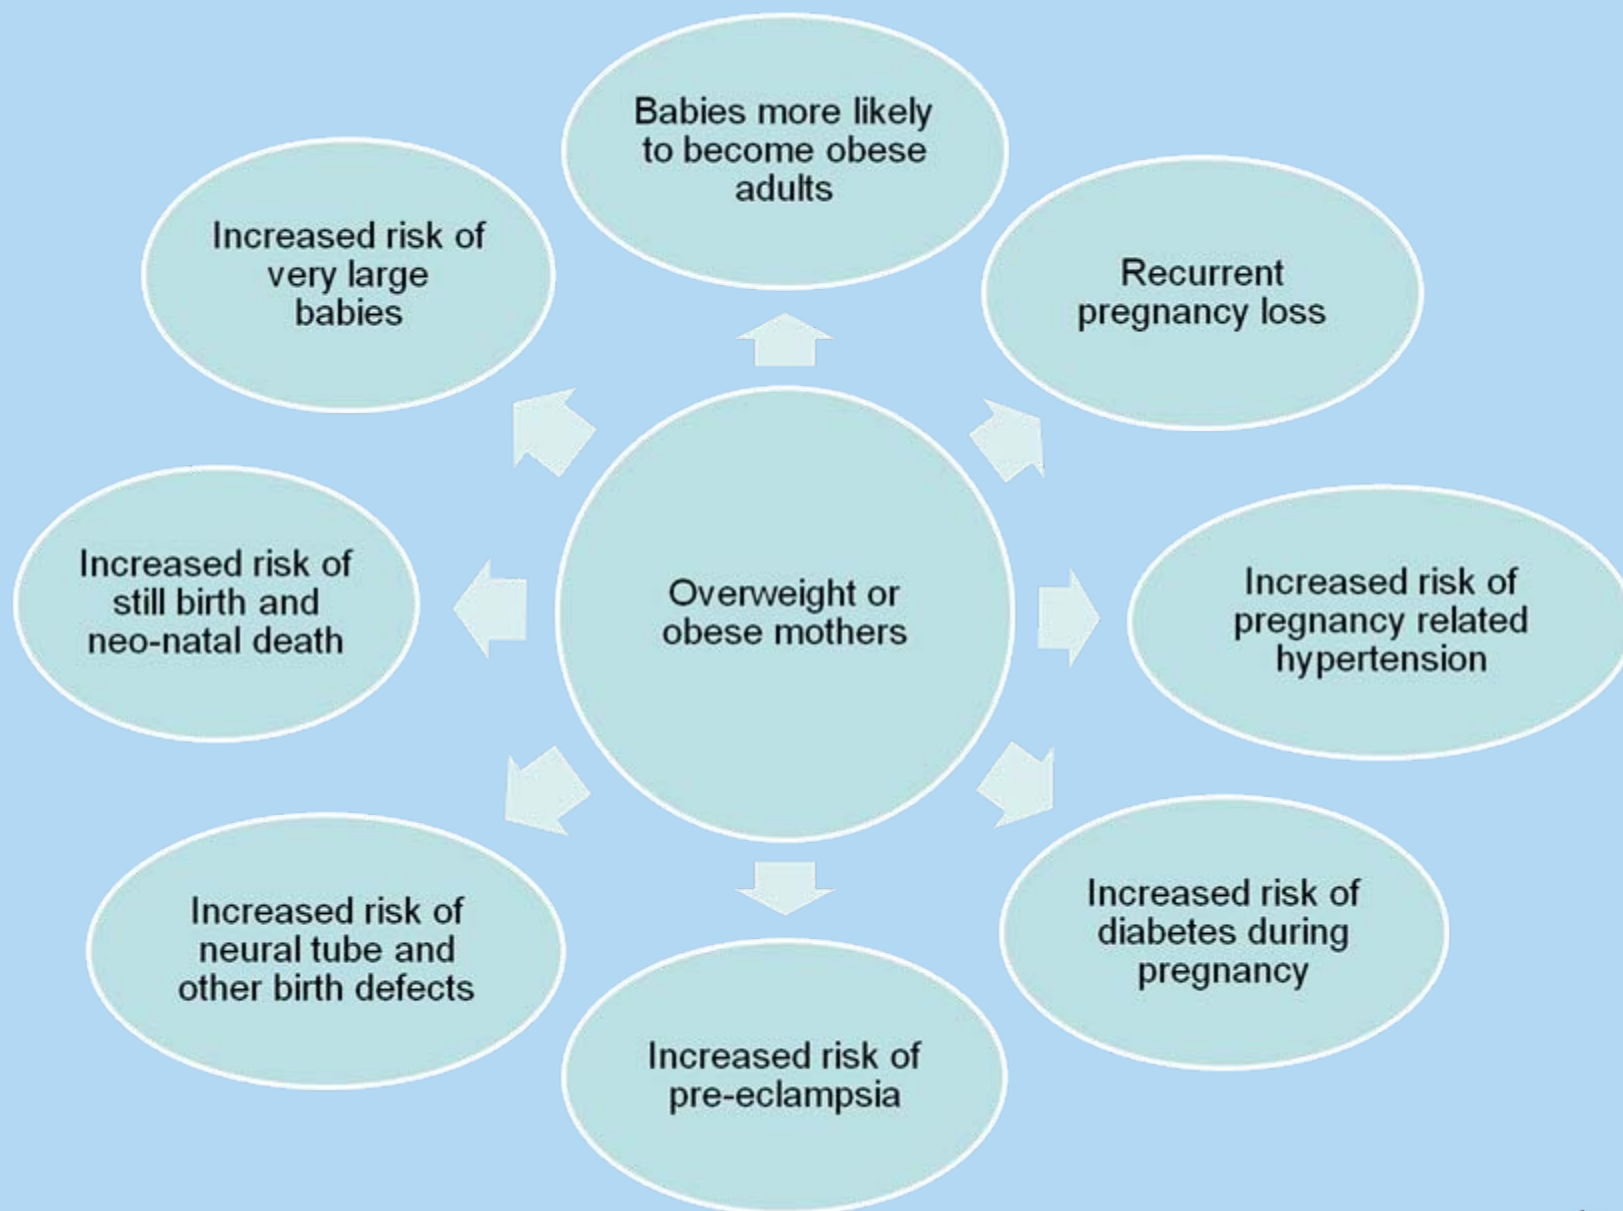 Babies more likely
to become obese
adults
Increased risk of
very large
babies
Recurrent
pregnancy loss
Increased risk of
still birth and
neo-natal death
Overweight or
obese mothers
Increased risk of
pregnancy related
hypertension
Increased risk of
neural tube and
other birth defects
Increased risk of
diabetes during
pregnancy
Increased risk of
pre-eclampsia